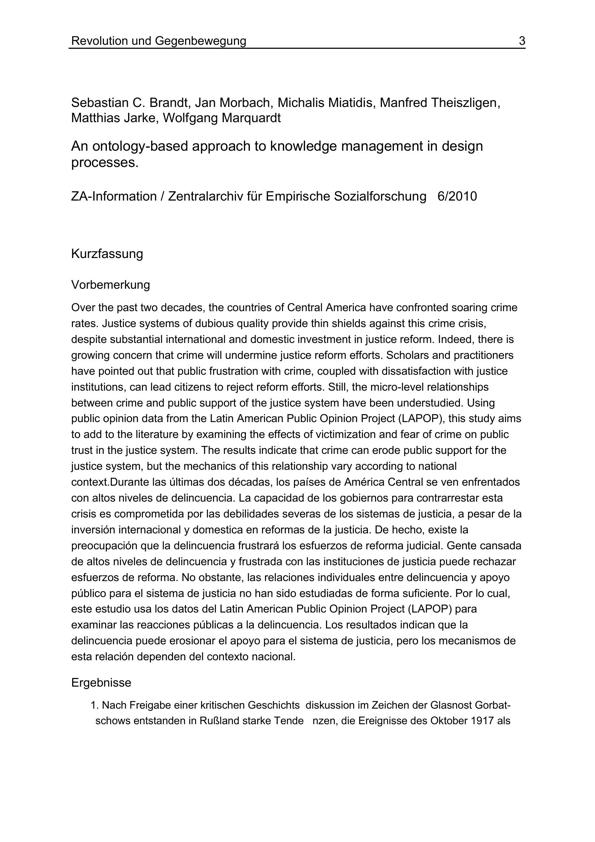 Revolution und Gegenbewegung 3
Sebastian C. Brandt, Jan Morbach, Michalis Miatidis, Manfred Theiszligen,
Matthias Jarke, Wolfgang Marquardt
An ontology-based approach to knowledge management in design
processes.
ZA-Information / Zentralarchiv für Empirische Sozialforschung 6/2010
Kurzfassung
Vorbemerkung
Over the past two decades, the countries of Central America have confronted soaring crime
rates. Justice systems of dubious quality provide thin shields against this crime crisis,
despite substantial international and domestic investment in justice reform. Indeed, there is
growing concern that crime will undermine justice reform efforts. Scholars and practitioners
have pointed out that public frustration with crime, coupled with dissatisfaction with justice
institutions, can lead citizens to reject reform efforts. Still, the micro-level relationships
between crime and public support of the justice system have been understudied. Using
public opinion data from the Latin American Public Opinion Project (LAPOP), this study aims
to add to the literature by examining the effects of victimization and fear of crime on public
trust in the justice system. The results indicate that crime can erode public support for the
justice system, but the mechanics of this relationship vary according to national
context.Durante las últimas dos décadas, los países de América Central se ven enfrentados
con altos niveles de delincuencia. La capacidad de los gobiernos para contrarrestar esta
crisis es comprometida por las debilidades severas de los sistemas de justicia, a pesar de la
inversión internacional y domestica en reformas de la justicia. De hecho, existe la
preocupación que la delincuencia frustrará los esfuerzos de reforma judicial. Gente cansada
de altos niveles de delincuencia y frustrada con las instituciones de justicia puede rechazar
esfuerzos de reforma. No obstante, las relaciones individuales entre delincuencia y apoyo
público para el sistema de justicia no han sido estudiadas de forma suficiente. Por lo cual,
este estudio usa los datos del Latin American Public Opinion Project (LAPOP) para
examinar las reacciones públicas a la delincuencia. Los resultados indican que la
delincuencia puede erosionar el apoyo para el sistema de justicia, pero los mecanismos de
esta relación dependen del contexto nacional.
Ergebnisse
1. Nach Freigabe einer kritischen Geschichts diskussion im Zeichen der Glasnost Gorbat-
schows entstanden in Rußland starke Tende nzen, die Ereignisse des Oktober 1917 als